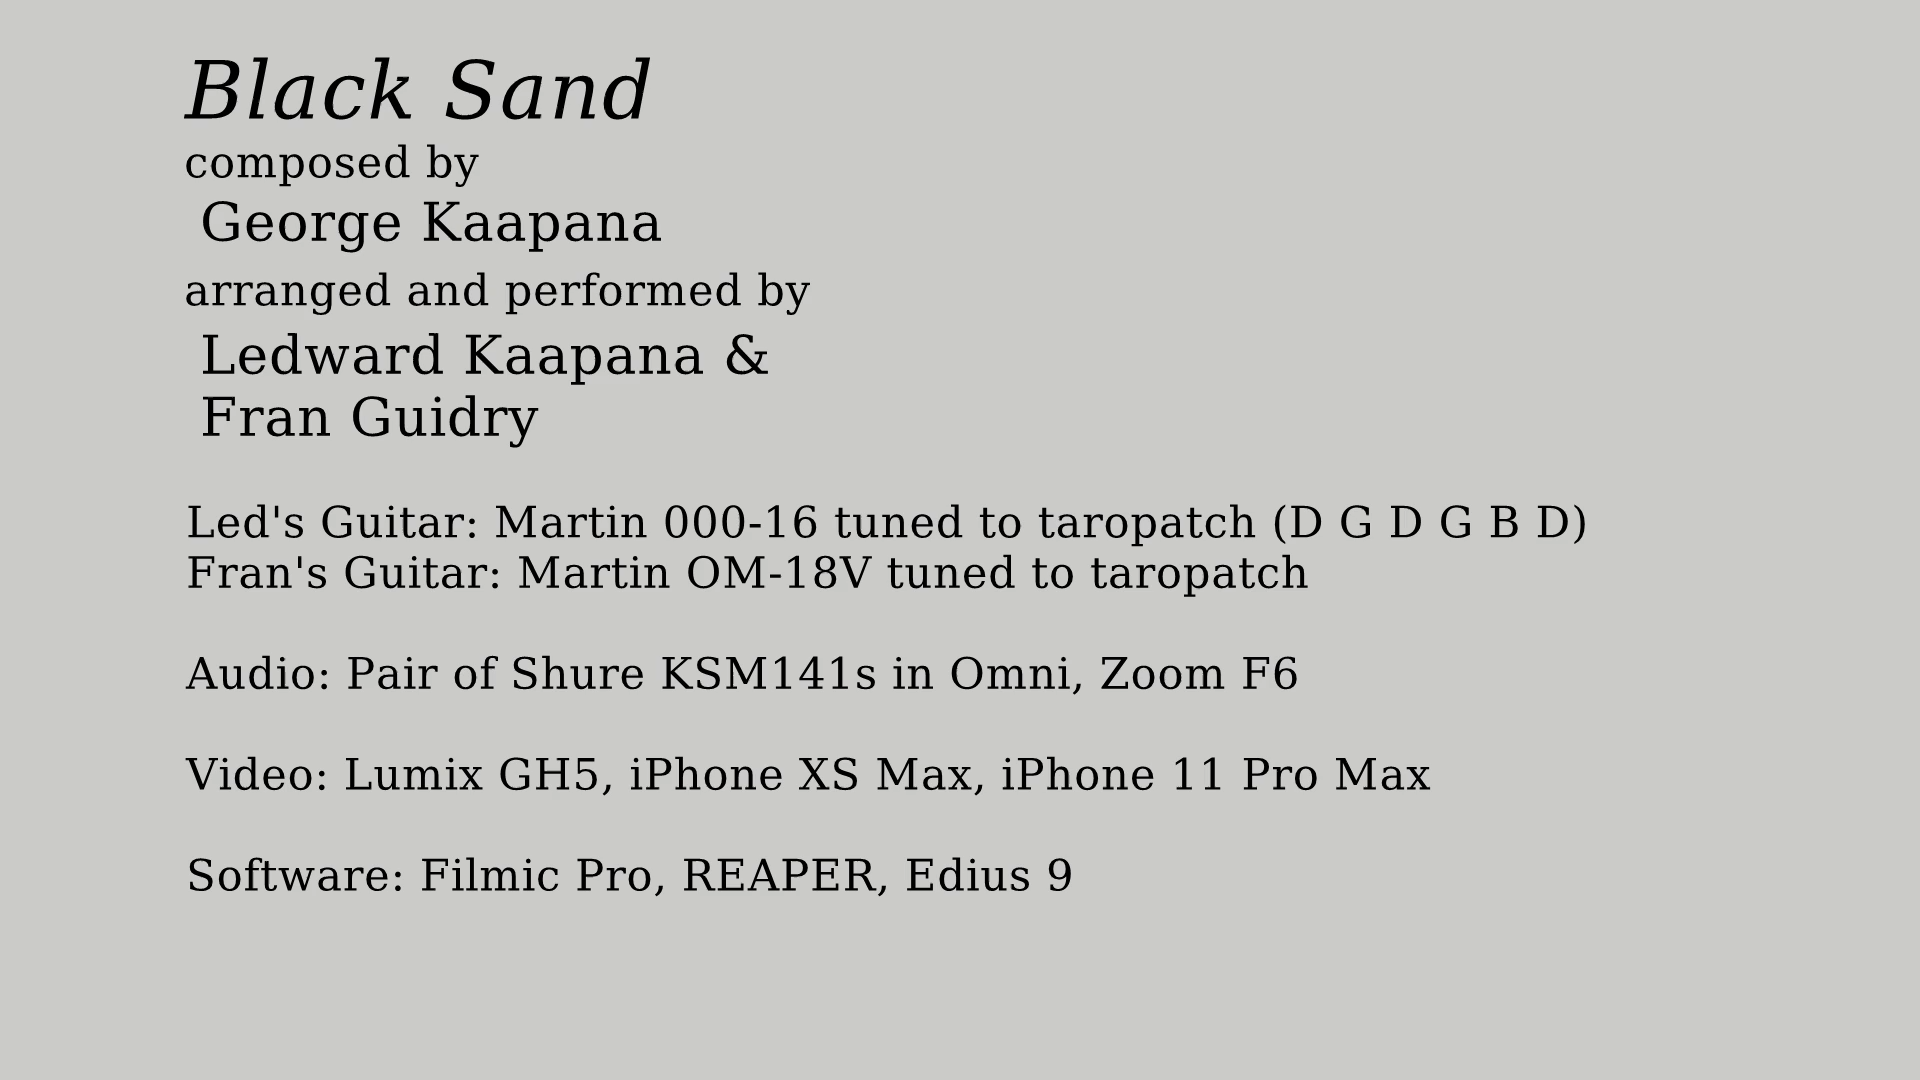 Black Sand
composed by
George Kaapana
arranged and performed by
Ledward Kaapana &
Fran Guidry
Led's Guitar: Martin 000-16 tuned to taropatch (D G D G B D)
Fran's Guitar: Martin OM-18V tuned to taropatch
Audio: Pair of Shure KSM141s in Omni, Zoom F6
Video: Lumix GH5, iPhone XS Max, iPhone 11 Pro Max
Software: Filmic Pro, REAPER, Edius 9